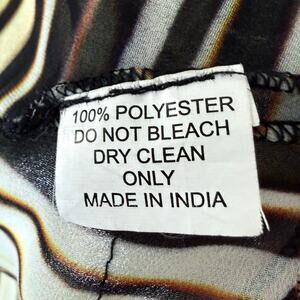 100% POLYESTER
DO NOT BLEACH
DRY CLEAN
ONLY
MADE IN INDIA